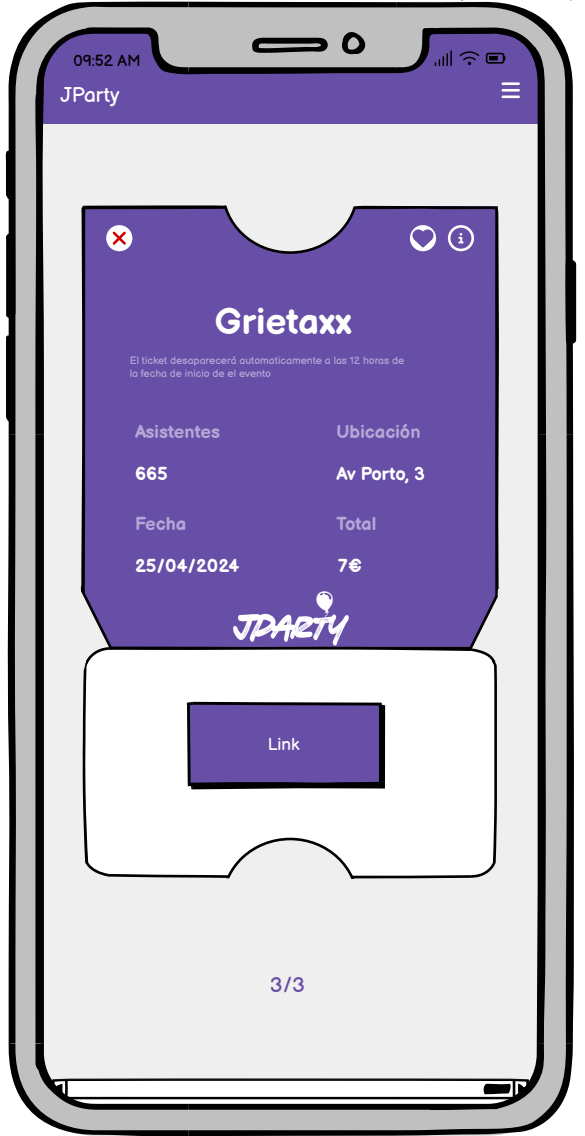 09:52 AM
JParty
Grietaxx
El ticket desaparecerá automaticamente a las 12 horas de
la fecha de inicio de el evento
Asistentes
Ubicación
665
Av Porto, 3
Fecha
Total
25/04/2024
7€
JPARTY
Link
3/3